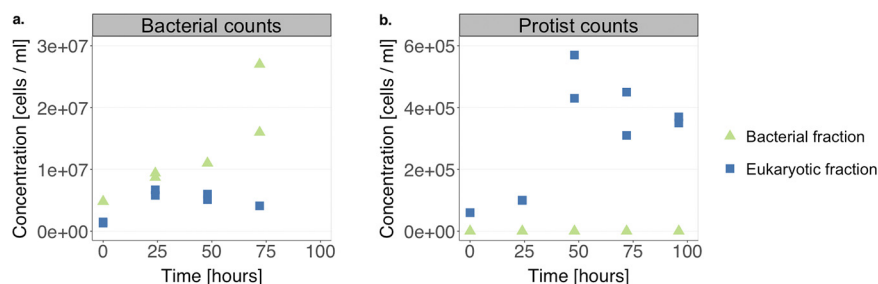 a.
Bacterial counts
Concentration [cells / ml]
3e+07
2e+07
1e+07
0e+00
0
25
50
75
100
Time [hours]
b.
Protist counts
Concentration [cells / ml]
6e+05
4e+05
2e+05
0e+00
0
25
50
75
100
Time [hours]
Bacterial fraction
Eukaryotic fraction